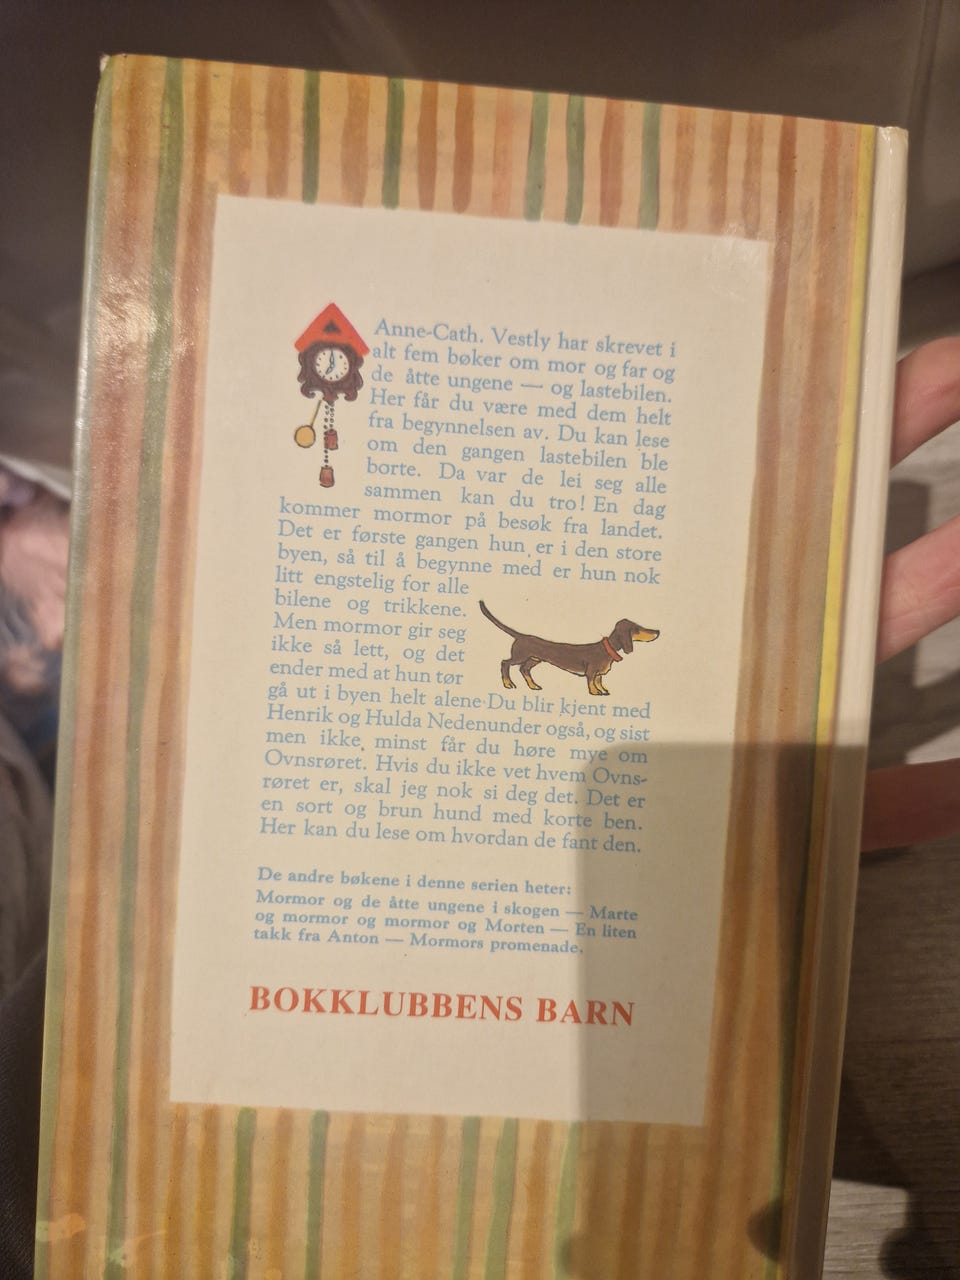 Anne-Cath. Vestly har skrevet i
alt fem bøker om mor og far og
de åtte ungene — og lastebilen.
Her får du være med dem helt
fra begynnelsen av. Du kan lese
om den gangen lastebilen ble
borte. Da var de lei seg alle
sammen kan du tro! En dag
kommer mormor på besøk fra landet.
Det er første gangen hun er i den store
byen, så til å begynne med er hun nok
litt engstelig for alle
bilene og trikkene.
Men mormor gir seg
ikke så lett, og det
ender med at hun tør
gå ut i byen helt alene. Du blir kjent med
Henrik og Hulda Nedenunder også, og sist
men ikke minst får du høre mye om
Ovnsrøret. Hvis du ikke vet hvem Ovns-
røret er, skal jeg nok si deg det. Det er
en sort og brun hund med korte ben.
Her kan du lese om hvordan de fant den.
De andre bøkene i denne serien heter:
Mormor og de åtte ungene i skogen — Marte
og mormor og mormor og Morten — En liten
takk fra Anton — Mormors promenade.
BOKKLUBBENS BARN